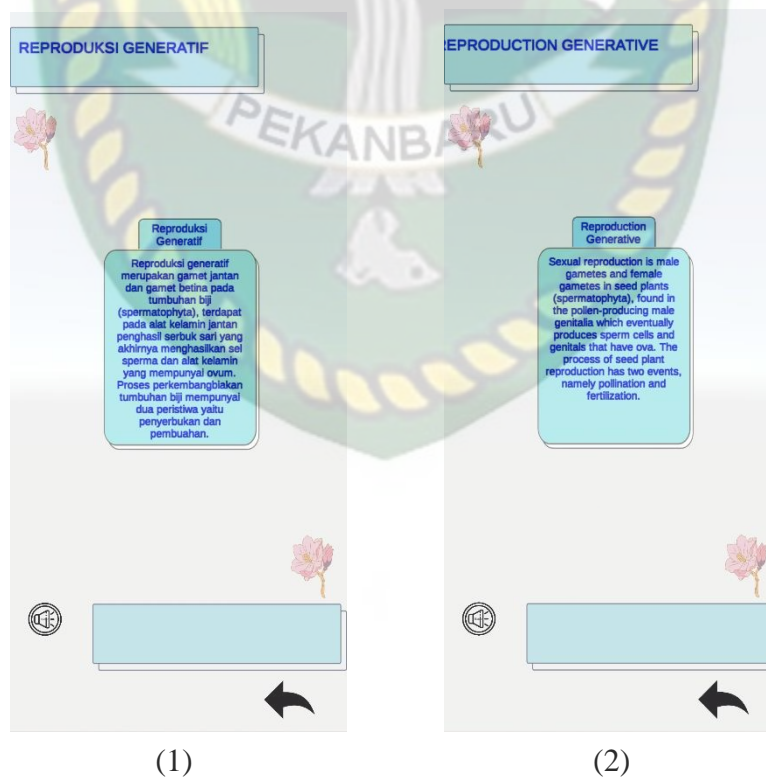 REPRODUKSI GENERATIF
Reproduksi
Generatif
Reproduksi generatif
merupakan gamet jantan
dan gamet betina pada
tumbuhan biji
(spermatophyta), terdapat
pada alat kelamin jantan
penghasil serbuk sari yang
akhirnya menghasilkan sel
sperma dan alat kelamin
yang mempunyai ovum.
Proses perkembangbiakan
tumbuhan biji mempunyai
dua peristiwa yaitu
penyerbukan dan
pembuahan.
(1)
EPRODUCTION GENERATIVE
Reproduction
Generative
Sexual reproduction is male
gametes and female
gametes in seed plants
(spermatophyta), found in
the pollen-producing male
genitalia which eventually
produces sperm cells and
genitals that have ova. The
process of seed plant
reproduction has two events,
namely pollination and
fertilization.
(2)
PEKANBARU